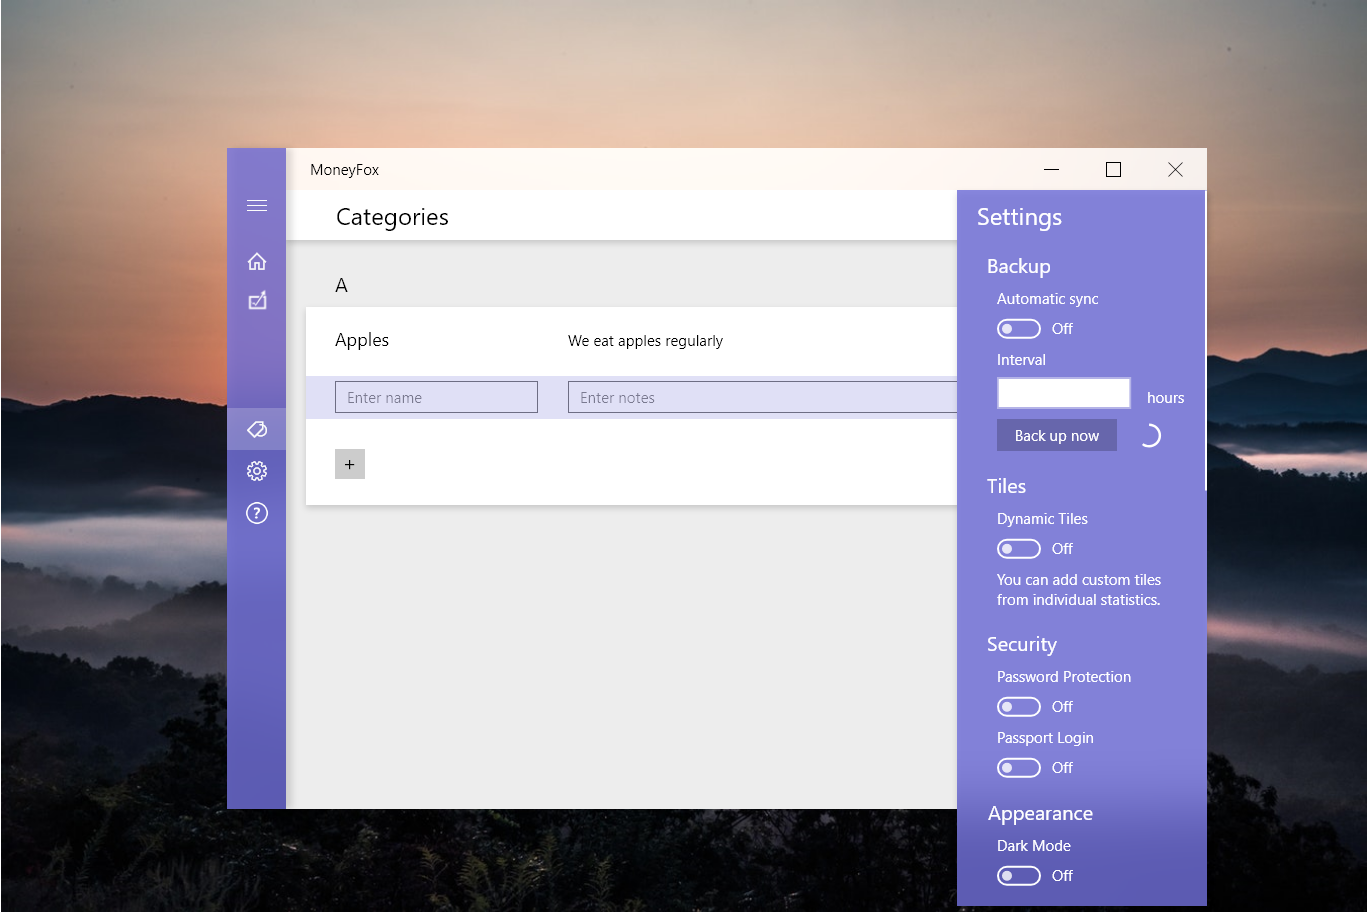 MoneyFox
Categories
A
Apples
We eat apples regularly
Enter name
Enter notes
+
?
Settings
Backup
Automatic sync
Off
Interval
hours
Back up now
Tiles
Dynamic Tiles
Off
You can add custom tiles
from individual statistics.
Security
Password Protection
Off
Passport Login
Off
Appearance
Dark Mode
Off